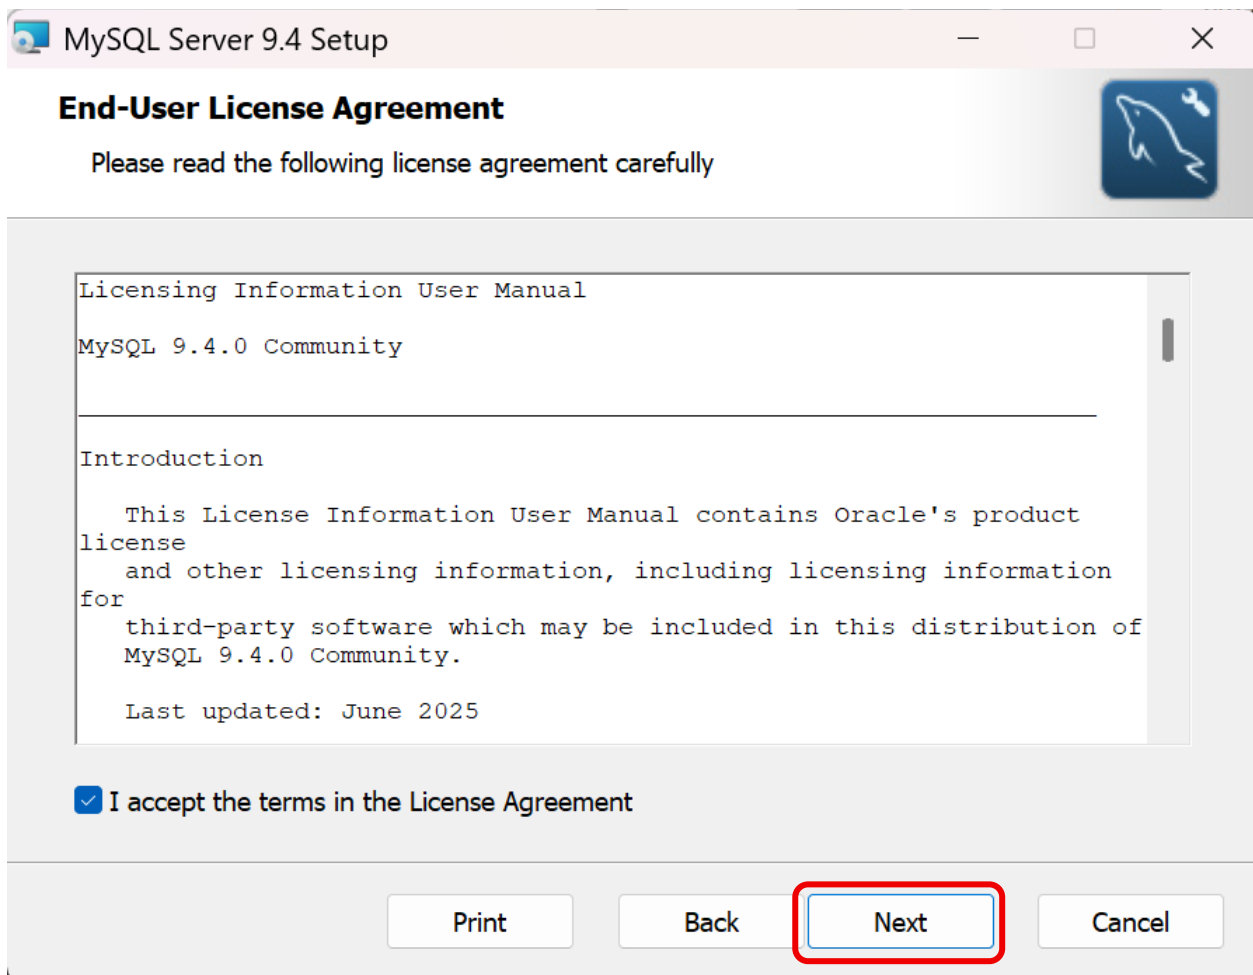 MySQL Server 9.4 Setup
End-User License Agreement
Please read the following license agreement carefully
Licensing Information User Manual
MySQL 9.4.0 Community
Introduction
This License Information User Manual contains Oracle's product
license
and other licensing information, including licensing information
for
third-party software which may be included in this distribution of
MySQL 9.4.0 Community.
Last updated: June 2025
I accept the terms in the License Agreement
Print Back Next Cancel